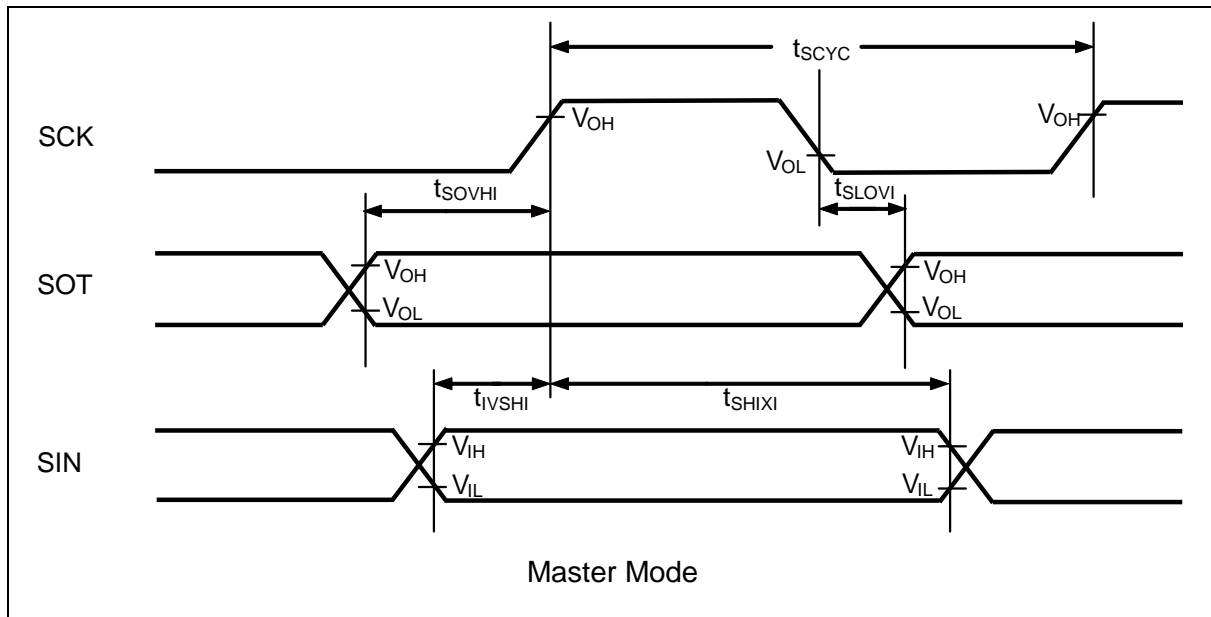 tSCYC
SCK
VOH
VOH
VOL
tSOVHI
tSLOVI
SOT
VOH
VOH
VOL
VOL
tIVSHI
tSHIXI
SIN
VIH
VIH
VIL
VIL
Master Mode